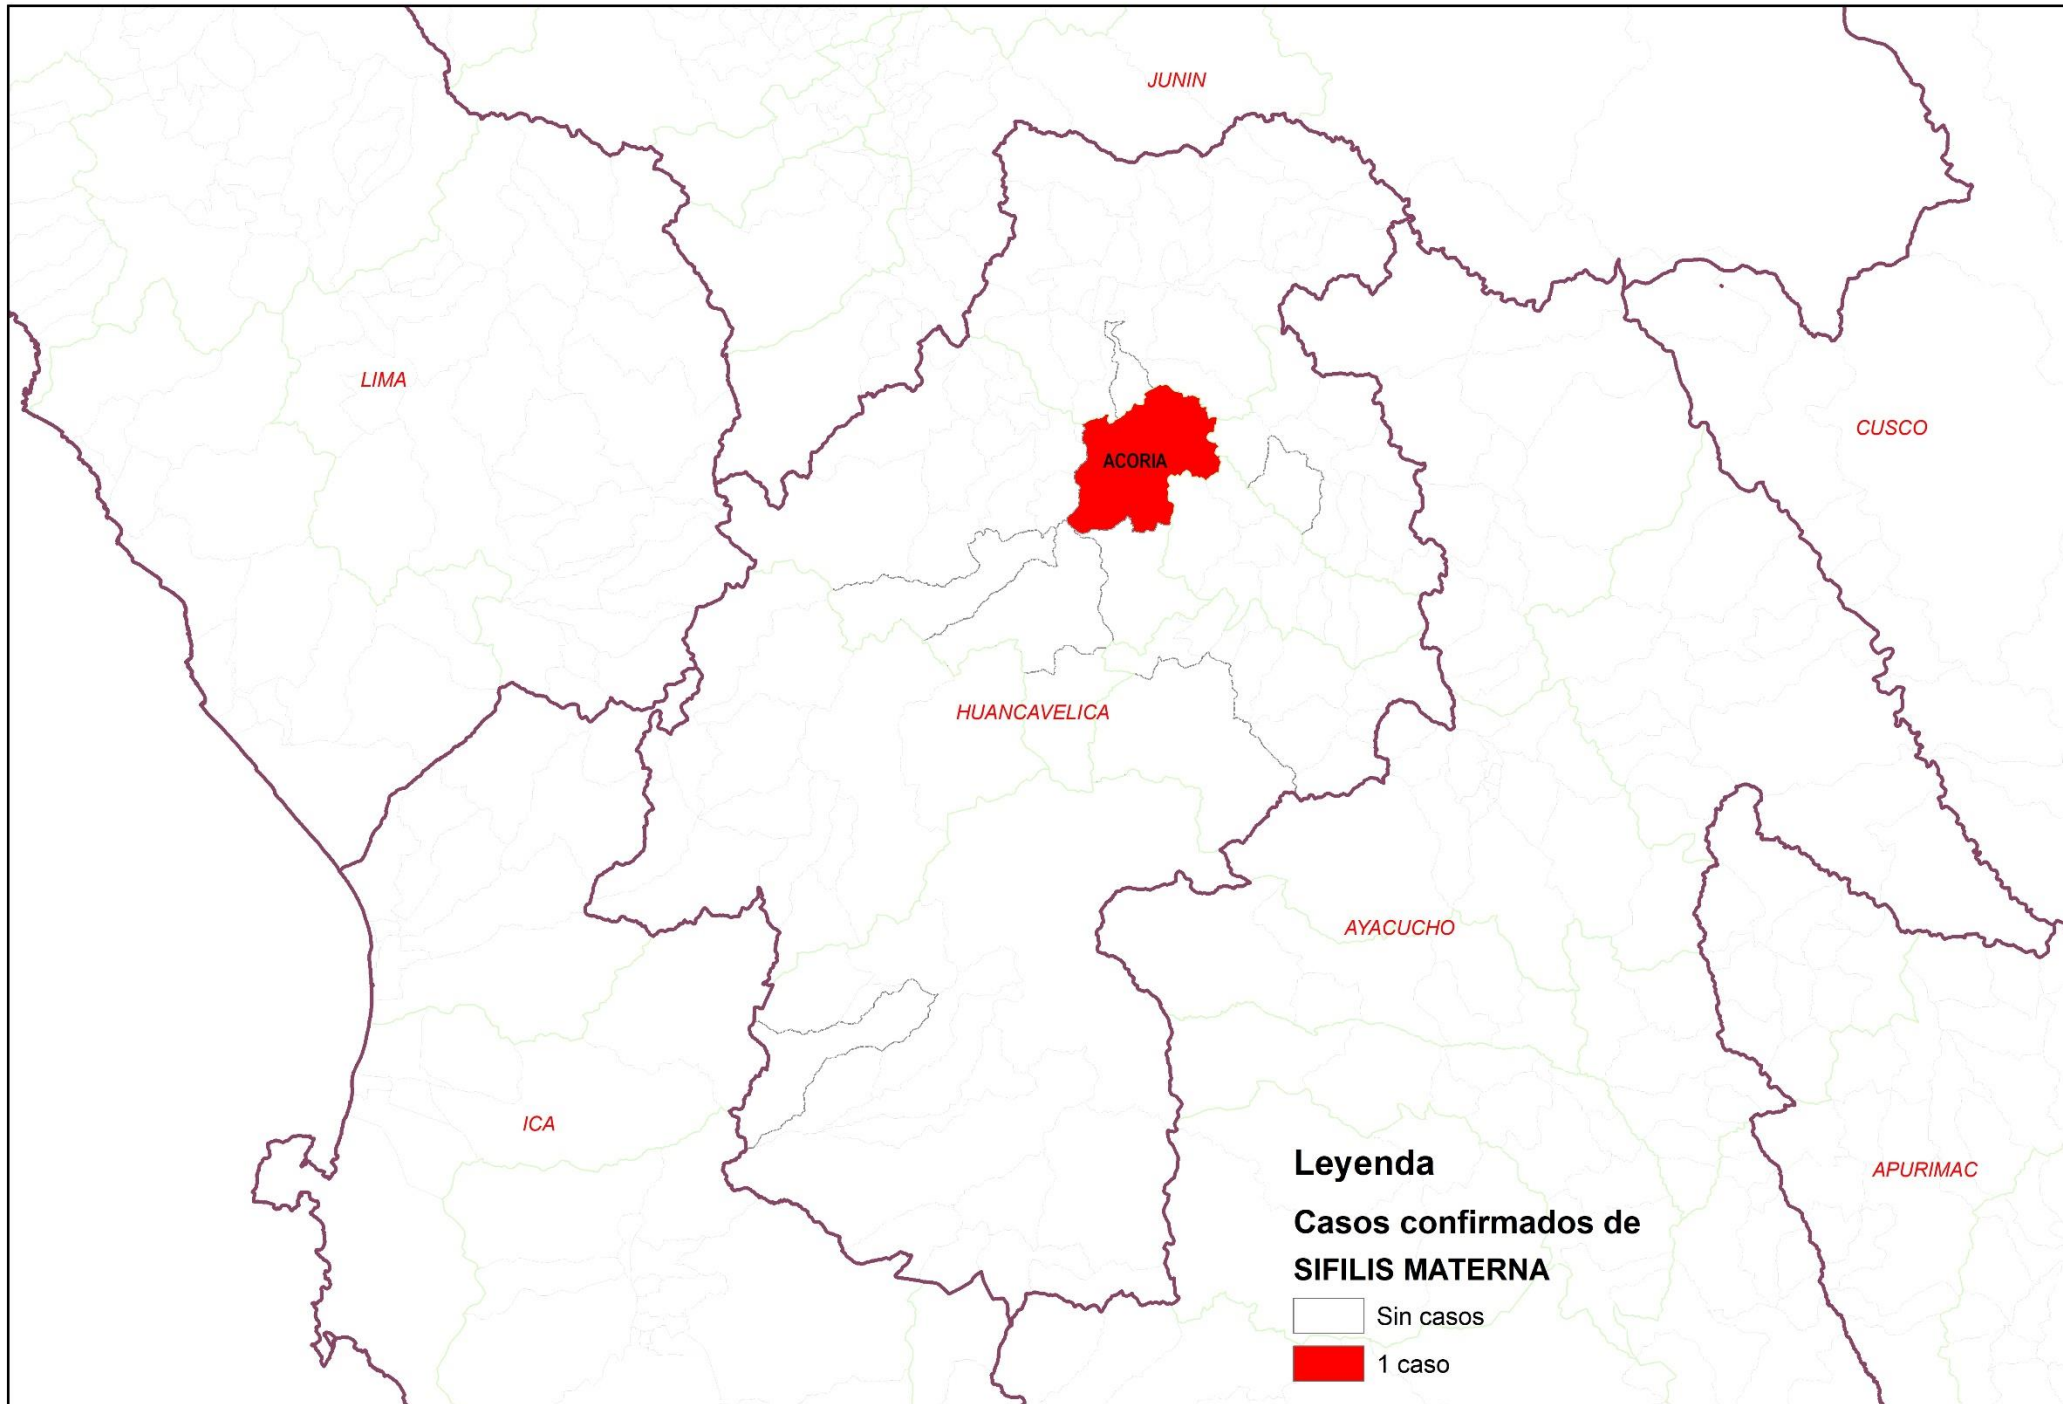 JUNIN
LIMA
CUSCO
ACORIA
HUANCAVELICA
AYACUCHO
ICA
APURIMAC
Leyenda
Casos confirmados de
SIFILIS MATERNA
Sin casos
1 caso